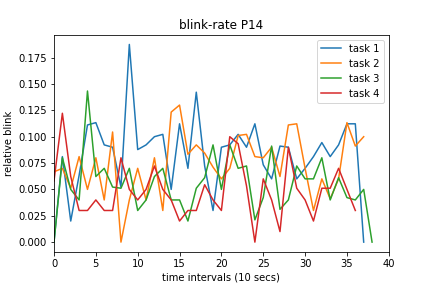 blink-rate P14
relative blink
0.175
0.150
0.125
0.100
0.075
0.050
0.025
0.000
task 1
task 2
task 3
task 4
0 5 10 15 20 25 30 35 40
time intervals (10 secs)